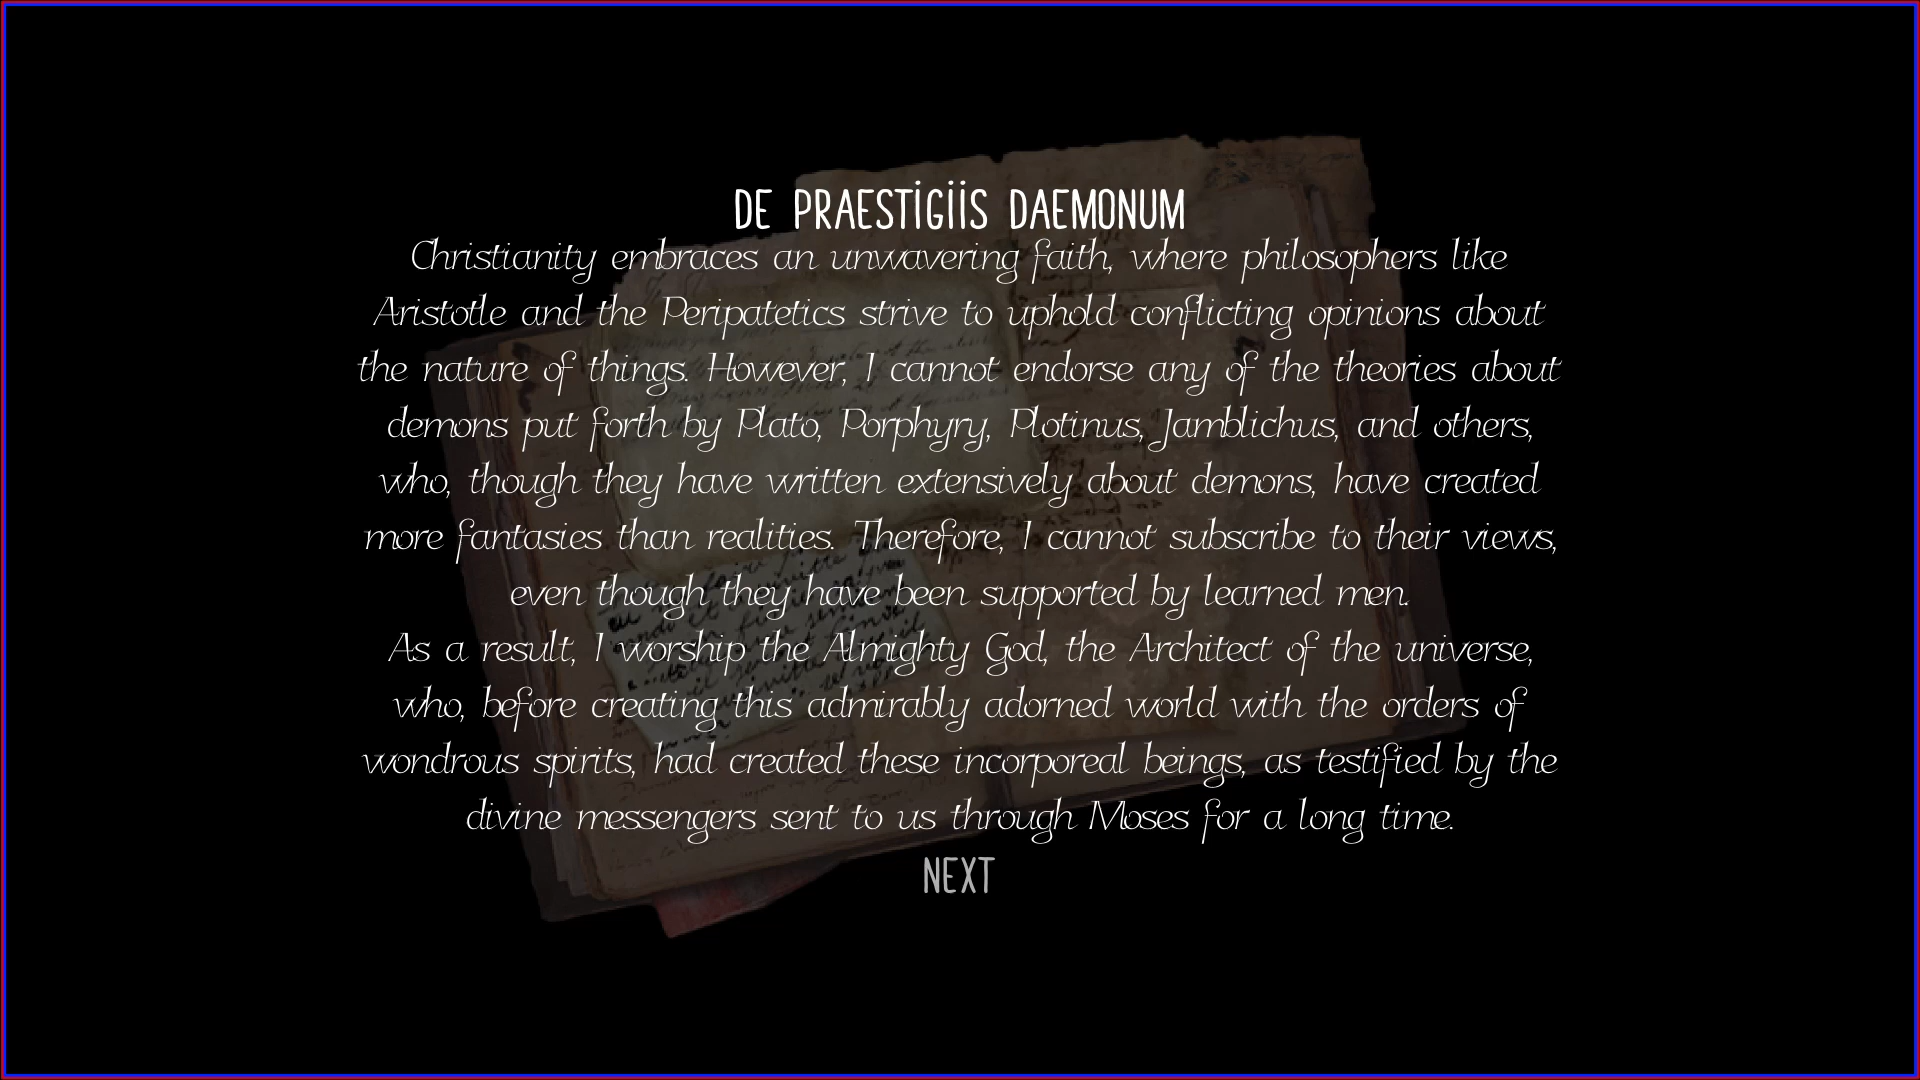 DE PRAESTIGIIS DAEMONUM
Christianity embraces an unwavering faith, where philosophers like
Aristotle and the Peripatetics strive to uphold conflicting opinions about
the nature of things. However, I cannot endorse any of the theories about
demons put forth by Plato, Porphyry, Plotinus, Jamblichus, and others,
who, though they have written extensively about demons, have created
more fantasies than realities. Therefore, I cannot subscribe to their views,
even though they have been supported by learned men.
As a result, I worship the Almighty God, the Architect of the universe,
who, before creating this admirably adorned world with the orders of
wondrous spirits, had created these incorporeal beings, as testified by the
divine messengers sent to us through Moses for a long time.
NEXT